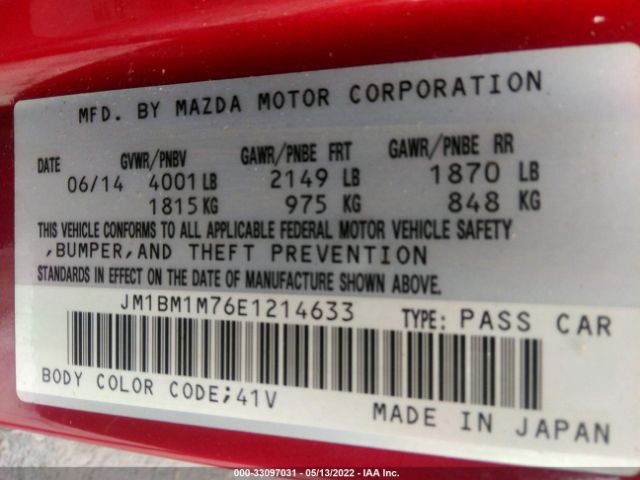 MFD. BY MAZDA MOTOR CORPORATION
DATE GVWR/PNBV GAWR/PNBE FRT GAWR/PNBE RR
06/14 4001 LB 2149 LB 1870 LB
1815 KG 975 KG 848 KG
THIS VEHICLE CONFORMS TO ALL APPLICABLE FEDERAL MOTOR VEHICLE SAFETY
,BUMPER,AND THEFT PREVENTION
STANDARDS IN EFFECT ON THE DATE OF MANUFACTURE SHOWN ABOVE.
JM1BM1M76E1214633 TYPE: PASS CAR
BODY COLOR CODE;41V
MADE IN JAPAN
000-33097031 - 05/13/2022 - IAA Inc.